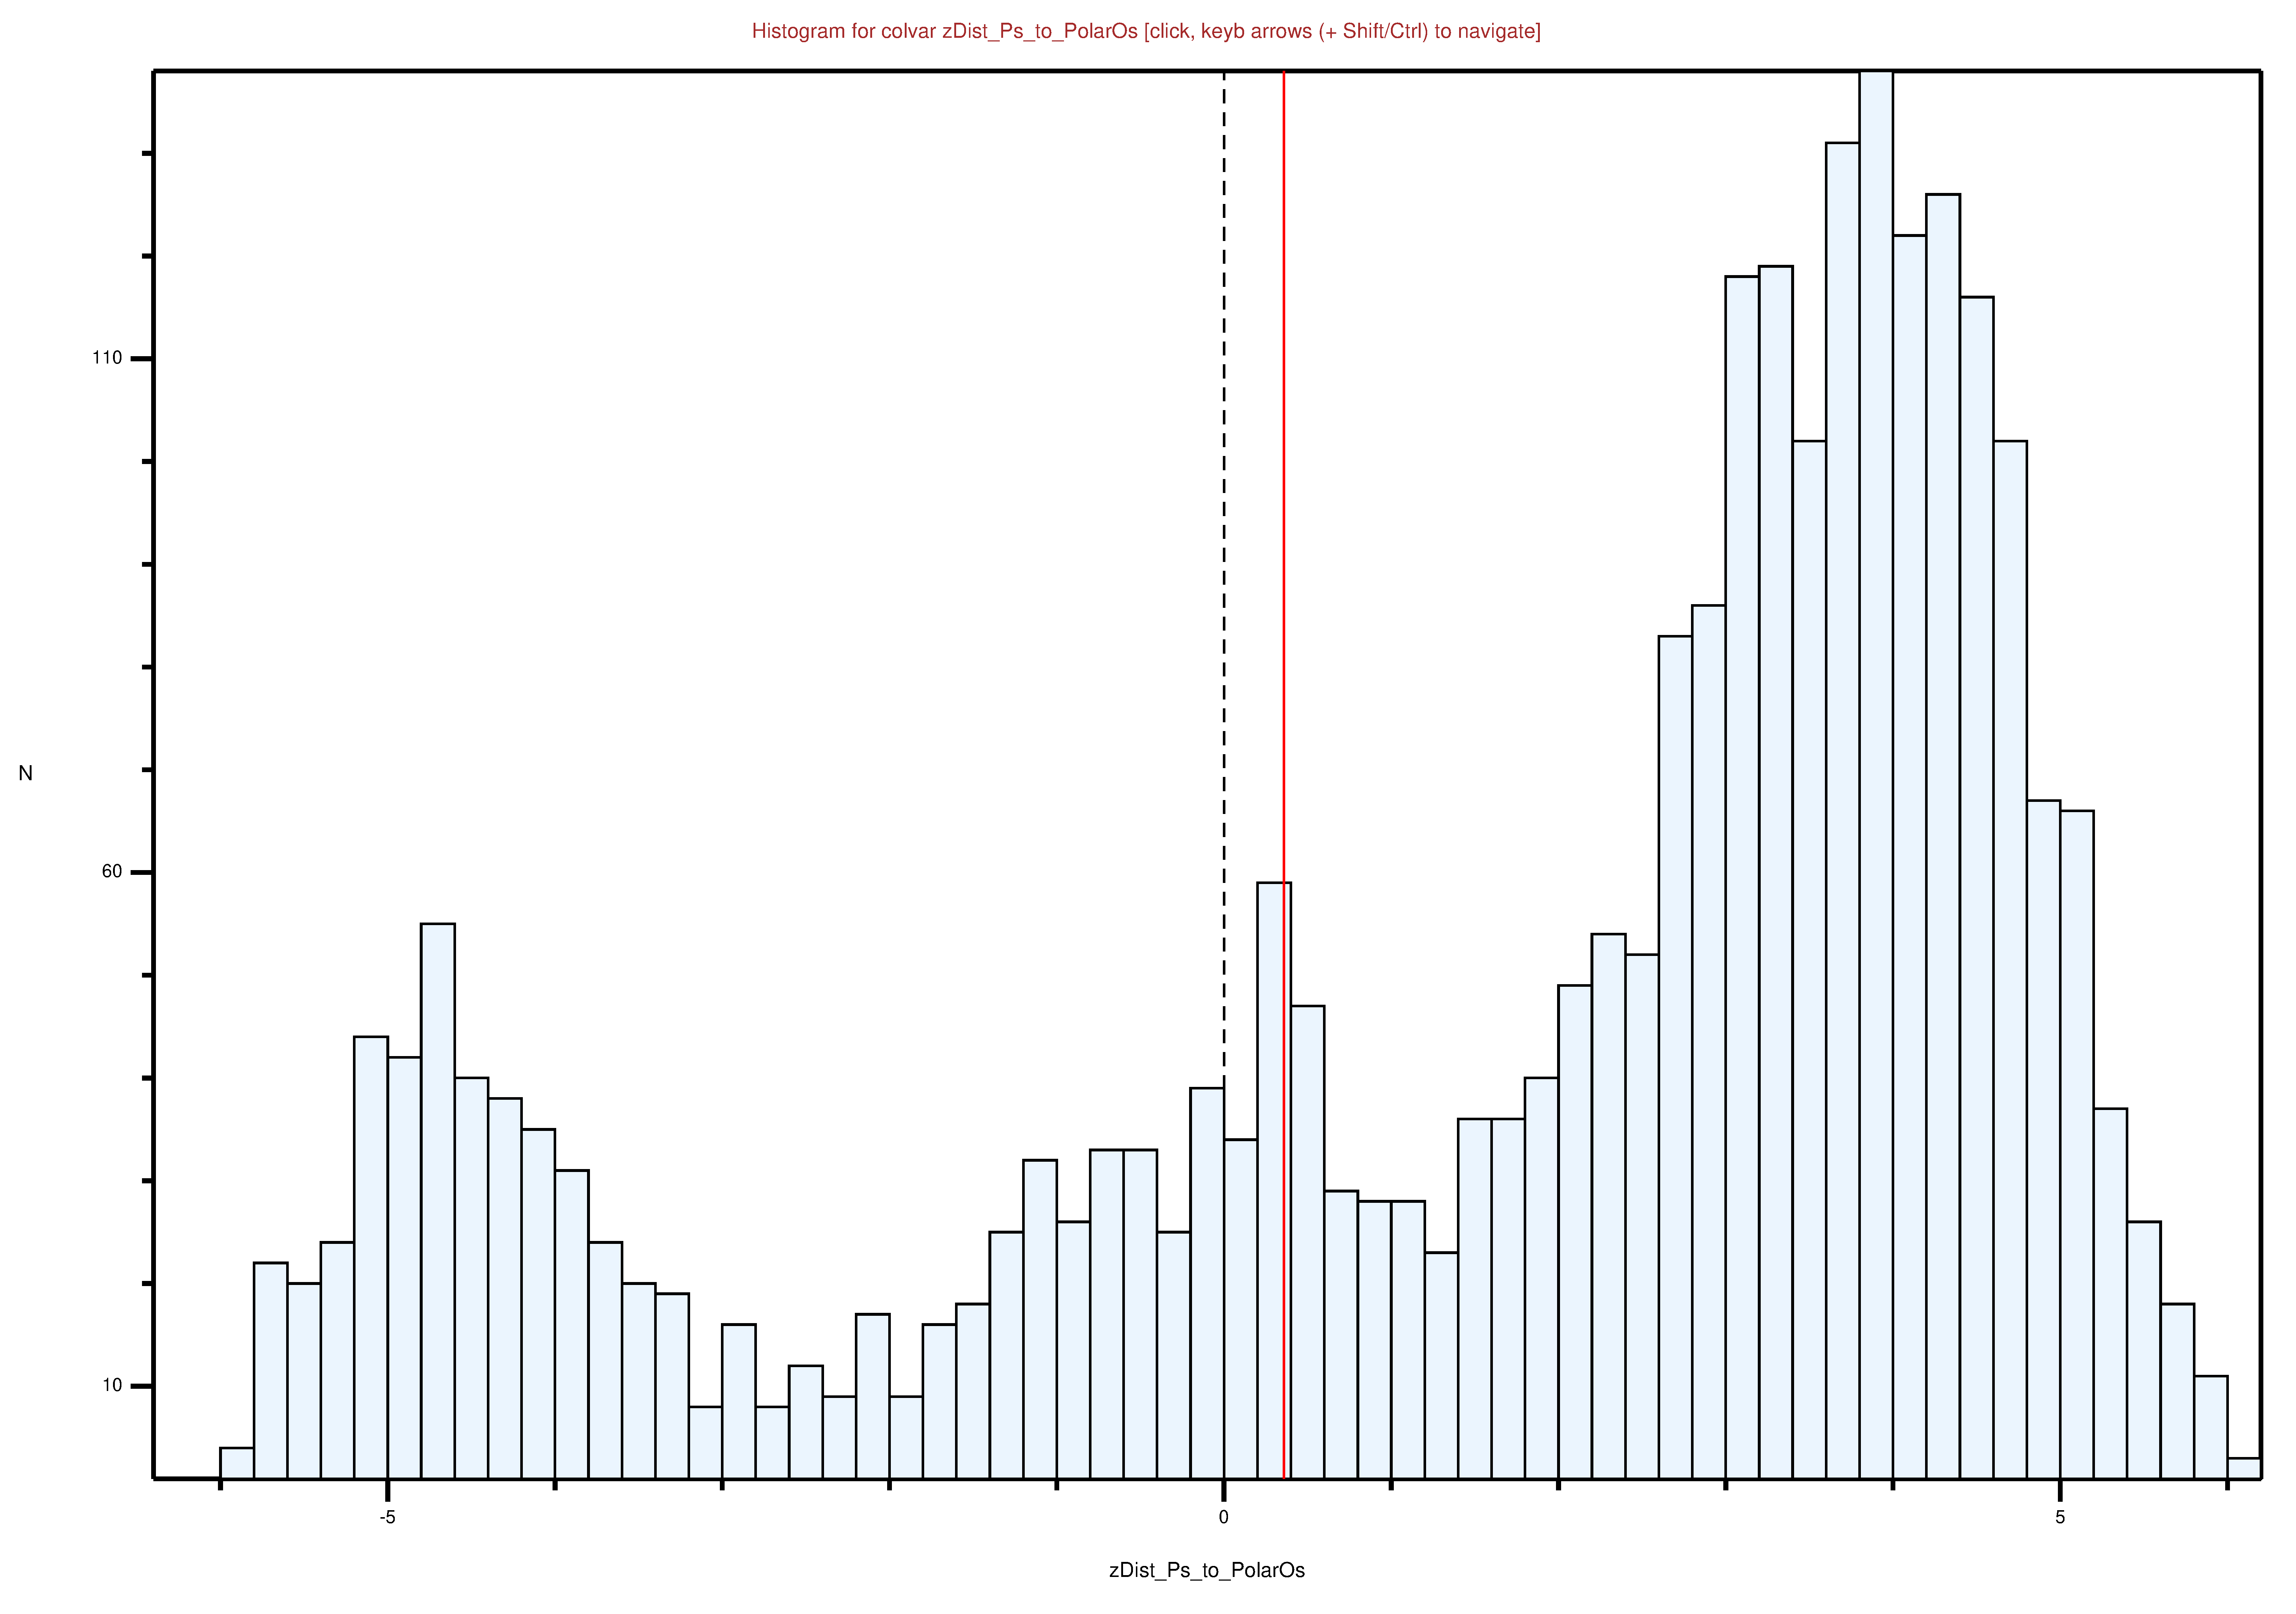 Histogram for colvar zDist_Ps_to_PolarOs [click, keyb arrows (+ Shift/Ctrl) to navigate]
110
N
60
10
-5
0
5
zDist_Ps_to_PolarOs